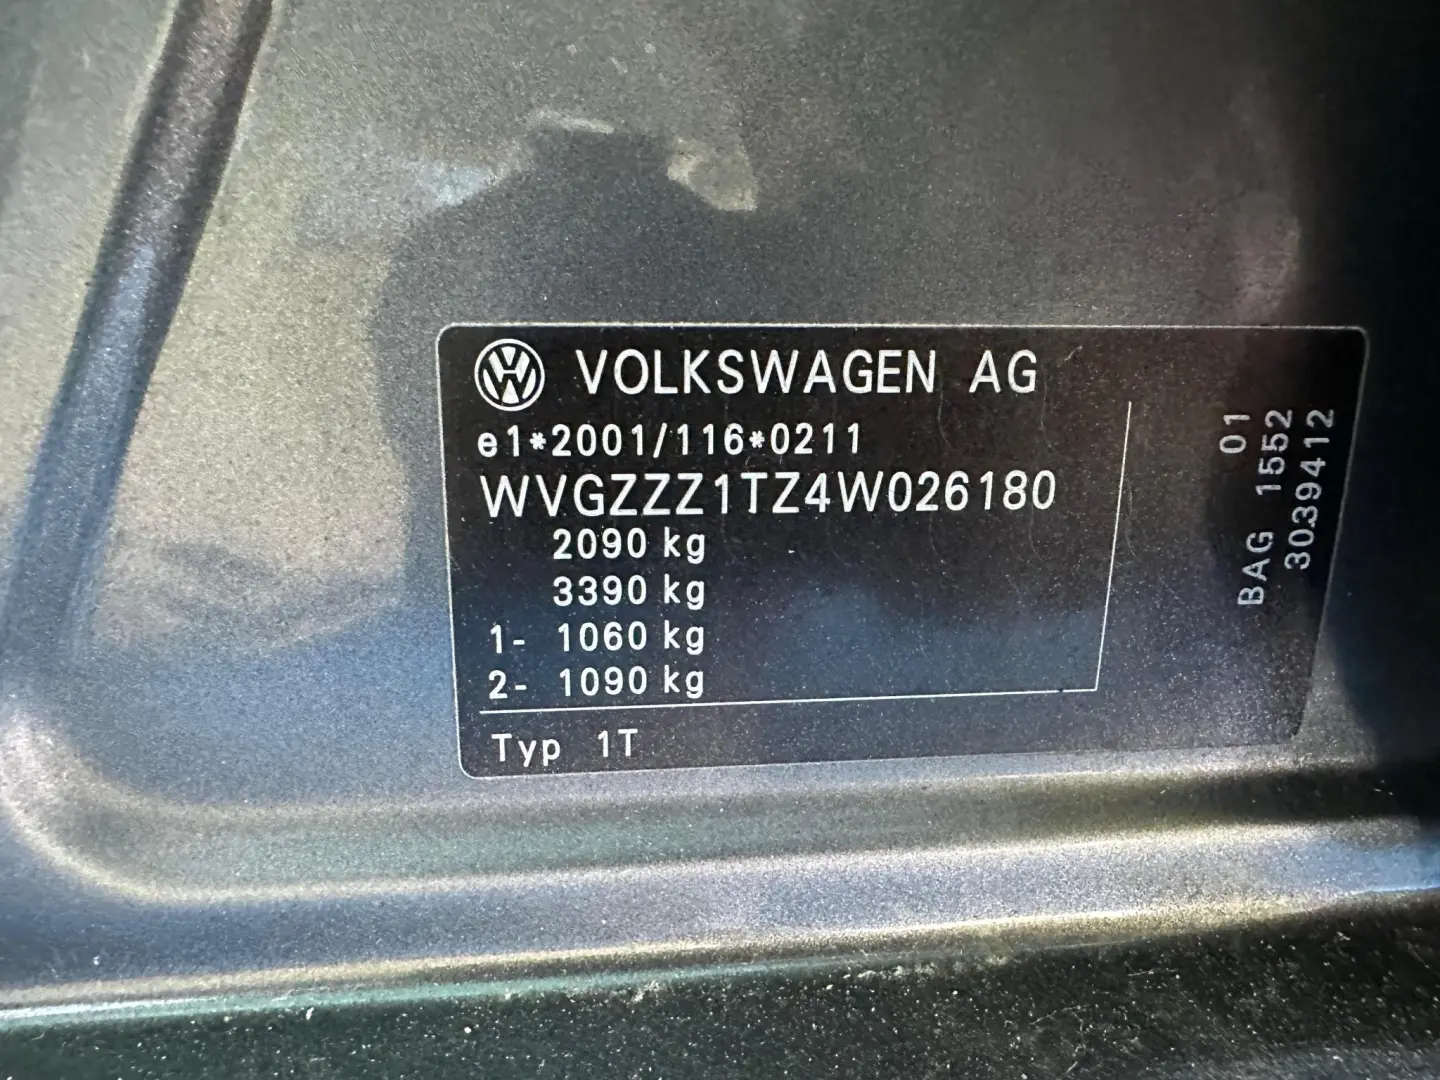 VOLKSWAGEN AG
e1*2001/116*0211
WVGZZZ1TZ4W026180
2090 kg
3390 kg
1- 1060 kg
2- 1090 kg
Typ 1T
01
BAG 1552
3039412